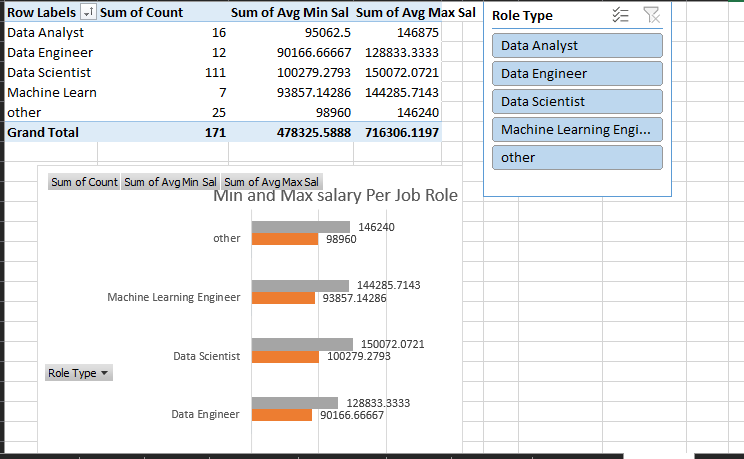 Row Labels Sum of Count Sum of Avg Min Sal Sum of Avg Max Sal
Data Analyst 16 95062.5 146875
Data Engineer 12 90166.66667 128833.3333
Data Scientist 111 100279.2793 150072.0721
Machine Learn 7 93857.14286 144285.7143
other 25 98960 146240
Grand Total 171 478325.5888 716306.1197
Role Type
Data Analyst
Data Engineer
Data Scientist
Machine Learning Engi...
other
Sum of Count Sum of Avg Min Sal Sum of Avg Max Sal
Min and Max salary Per Job Role
146240
other 98960
144285.7143
Machine Learning Engineer 93857.14286
150072.0721
Data Scientist 100279.2793
Role Type
128833.3333
Data Engineer 90166.66667